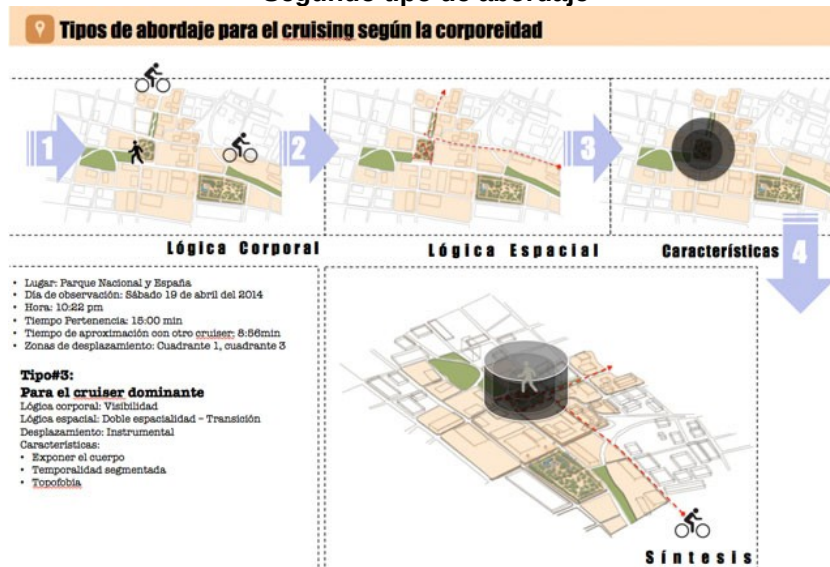 Segundo tipo de abordaje
Tipos de abordaje para el cruising según la corporeidad
1
2
3
Lógica Corporal
Lógica Espacial
Características
4
• Lugar: Parque Nacional y España
• Día de observación: Sábado 19 de abril del 2014
• Hora: 10:22 pm
• Tiempo Pertenencia: 15:00 min
• Tiempo de aproximación con otro cruiser: 8:56min
• Zonas de desplazamiento: Cuadrante 1, cuadrante 3
Tipo#3:
Para el cruiser dominante
Lógica corporal: Visibilidad
Lógica espacial: Doble espacialidad – Transición
Desplazamiento: Instrumental
Características:
• Exponer el cuerpo
• Temporalidad segmentada
• Topofobia
Síntesis